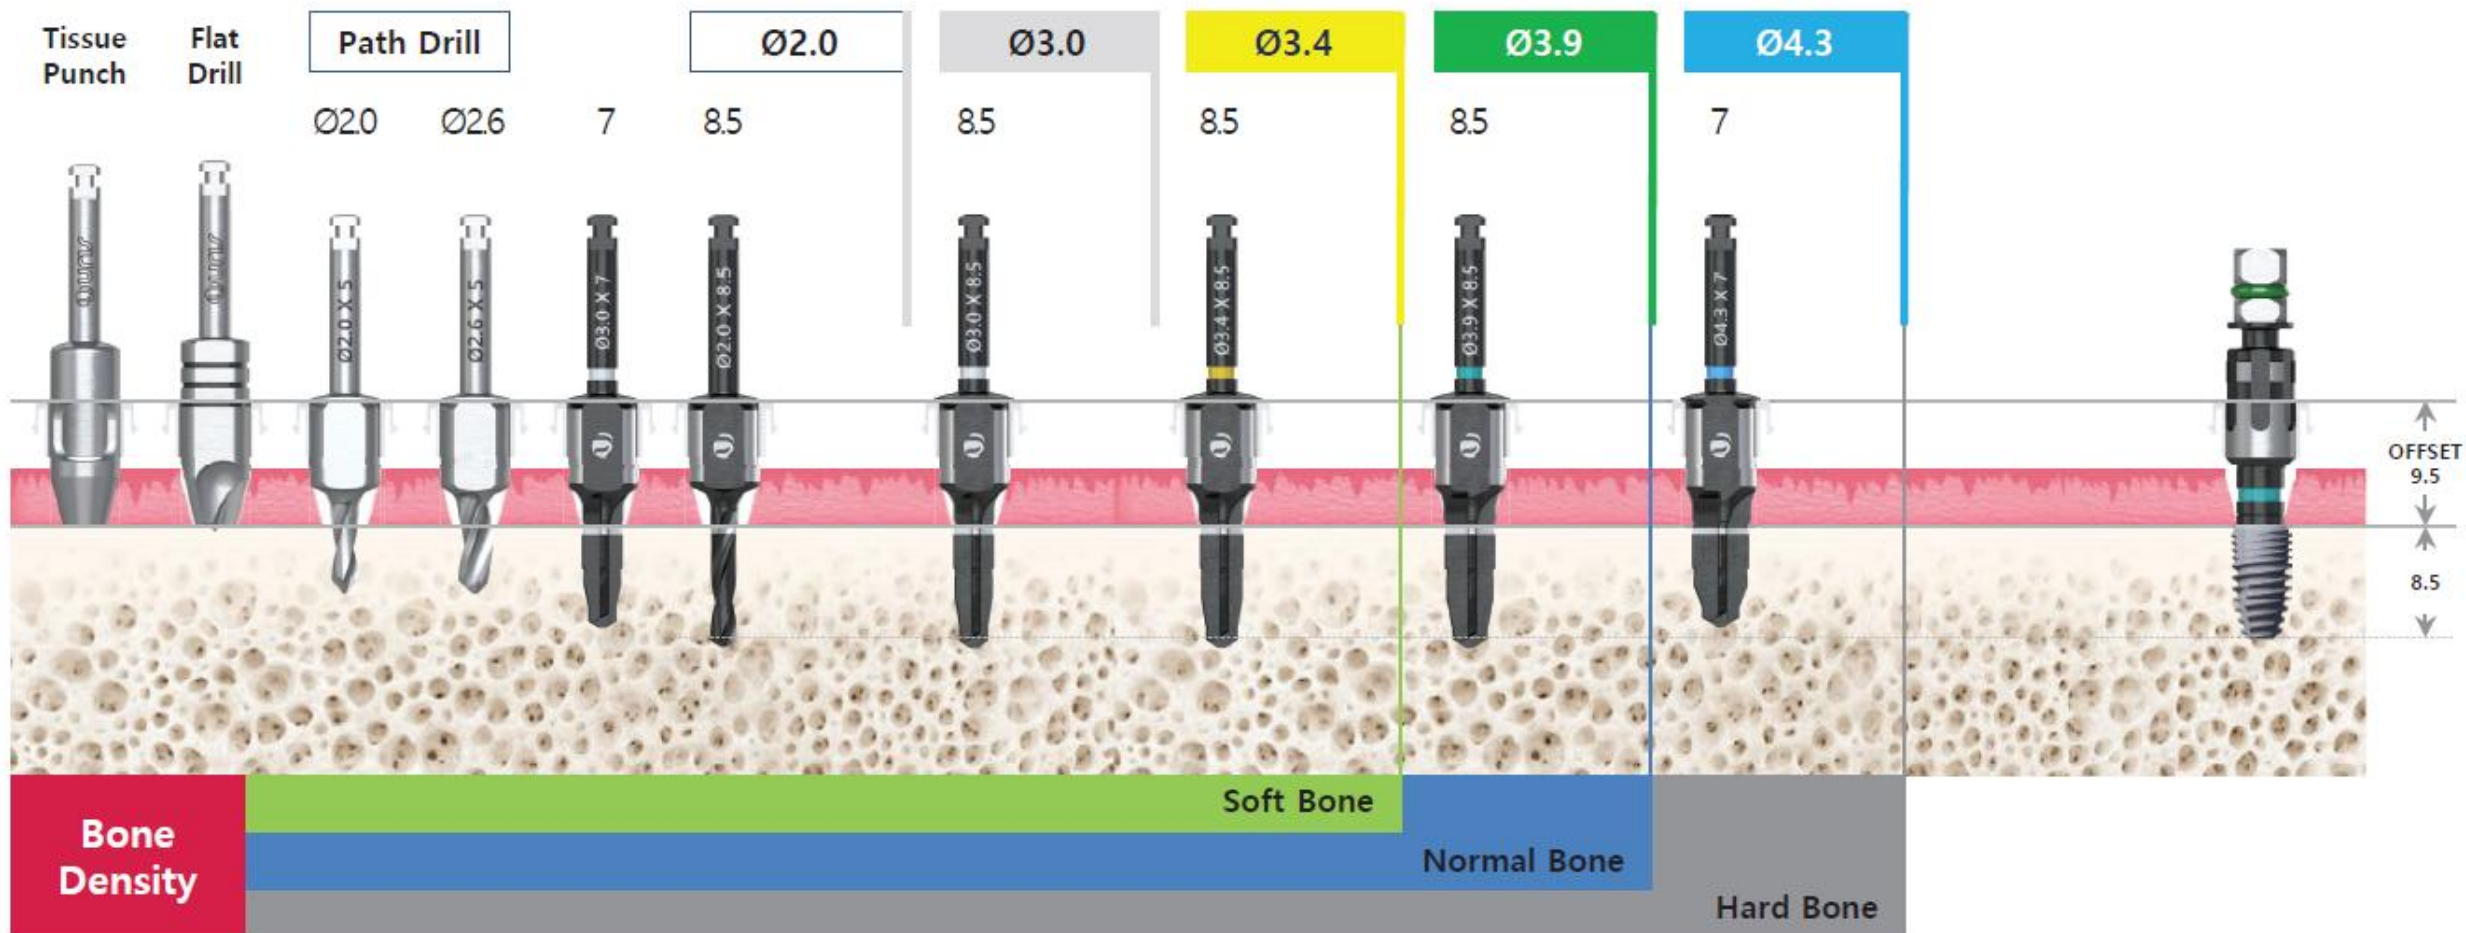 Tissue
Punch
Flat
Drill
Path Drill
Ø2.0
Ø3.0
Ø3.4
Ø3.9
Ø4.3
Ø2.0
Ø2.6
7
8.5
8.5
8.5
8.5
7
Ø2.0 X 5
Ø2.6 X 5
Ø3.0 X 7
Ø2.0 X 8.5
Ø3.0 X 8.5
Ø3.4 X 8.5
Ø3.9 X 8.5
Ø4.3 X 7
OFFSET
9.5
8.5
Bone
Density
Soft Bone
Normal Bone
Hard Bone